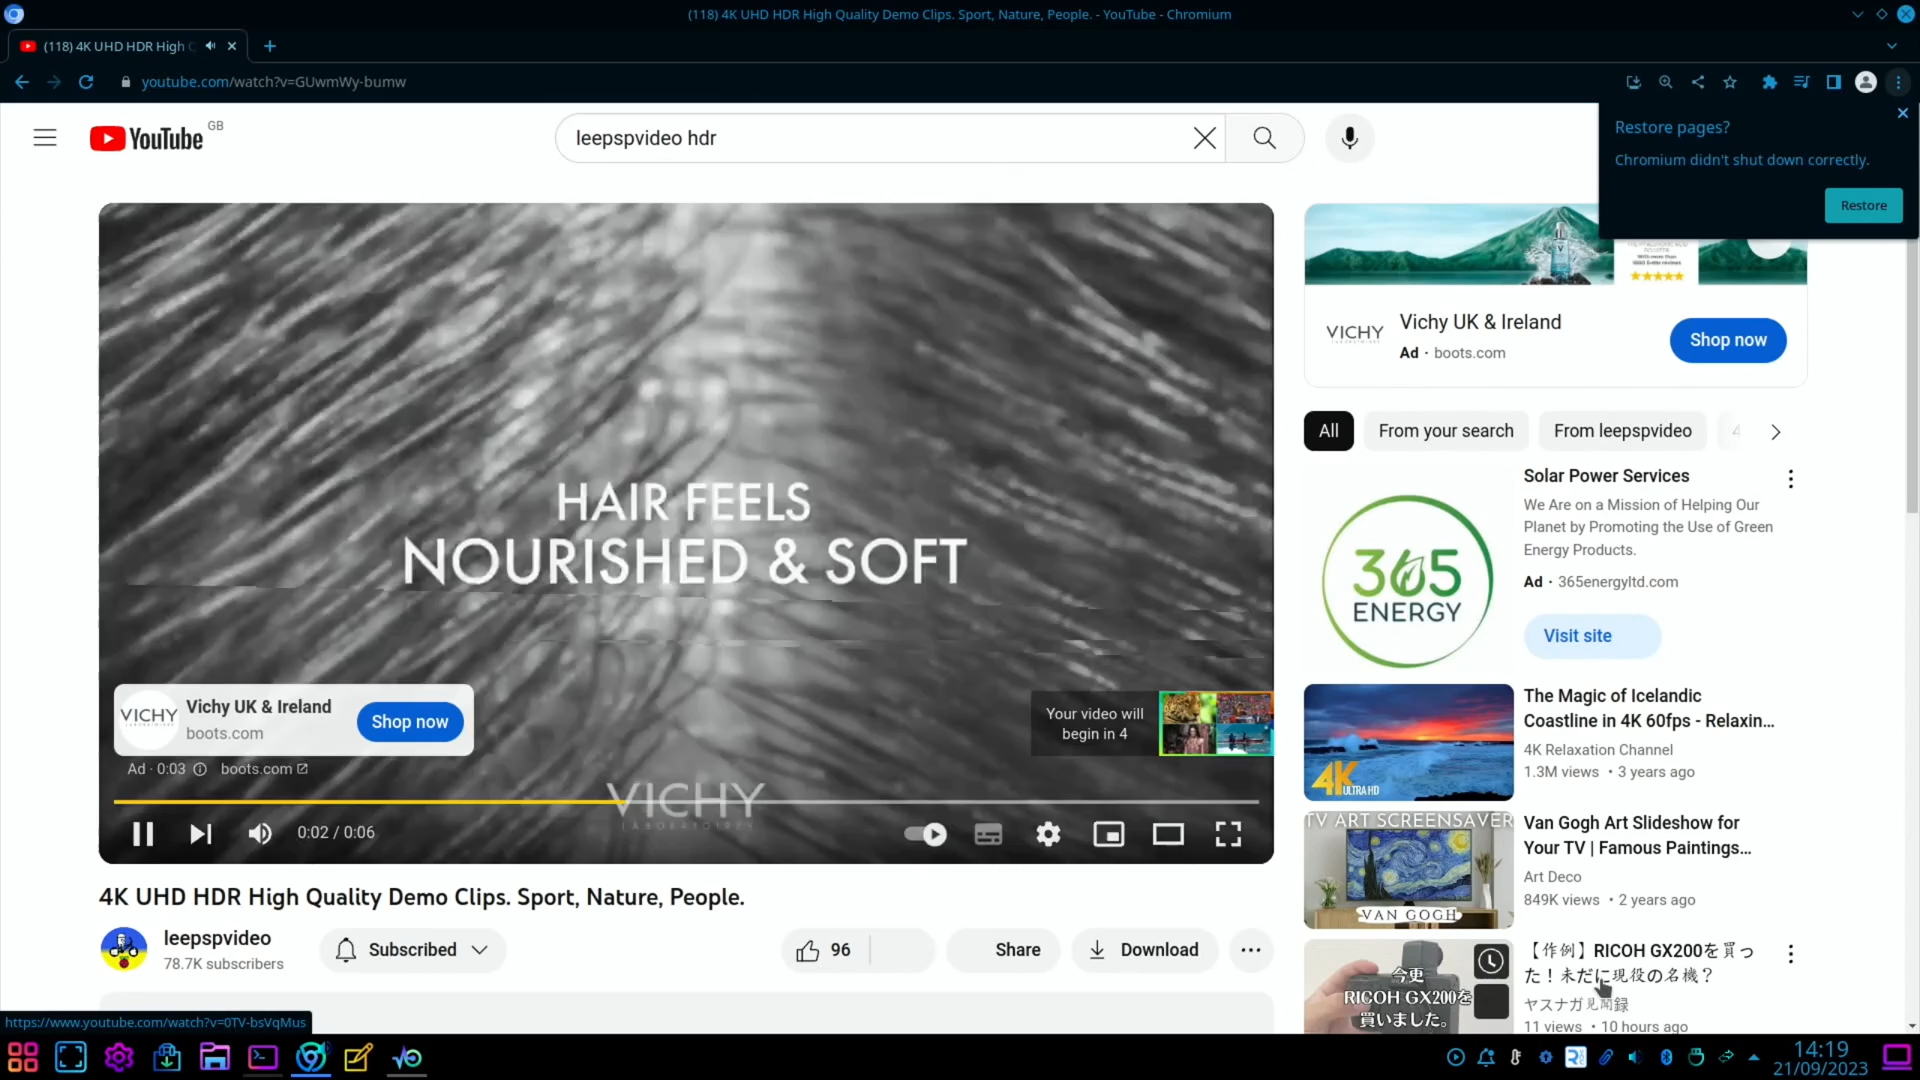 (118) 4K UHD HDR High Quality Demo Clips. Sport, Nature, People. - YouTube - Chromium
(118) 4K UHD HDR High
youtube.com/watch?v=GUwmWy-bumw
YouTube
GB
leepspvideo hdr
Restore pages?
Chromium didn't shut down correctly.
Restore
HAIR FEELS
NOURISHED & SOFT
VICHY
Vichy UK & Ireland
boots.com
Shop now
Your video will
begin in 4
Ad · 0:03
boots.com
VICHY
LABORATOIRES
0:02 / 0:06
4K UHD HDR High Quality Demo Clips. Sport, Nature, People.
leepspvideo
78.7K subscribers
Subscribed
96
Share
Download
VICHY
Vichy UK & Ireland
Ad · boots.com
Shop now
All
From your search
From leepspvideo
4
365
ENERGY
Solar Power Services
We Are on a Mission of Helping Our
Planet by Promoting the Use of Green
Energy Products.
Ad · 365energyltd.com
Visit site
4K
ULTRA HD
The Magic of Icelandic
Coastline in 4K 60fps - Relaxin...
4K Relaxation Channel
1.3M views • 3 years ago
TV ART SCREENSAVER
VAN GOGH
Van Gogh Art Slideshow for
Your TV | Famous Paintings...
Art Deco
849K views • 2 years ago
今更
RICOH GX200を
買いました。
【作例】RICOH GX200を買っ
た！未だに現役の名機？
ヤスナガ見聞録
11 views • 10 hours ago
https://www.youtube.com/watch?v=0TV-bsVqMus
14:19
21/09/2023